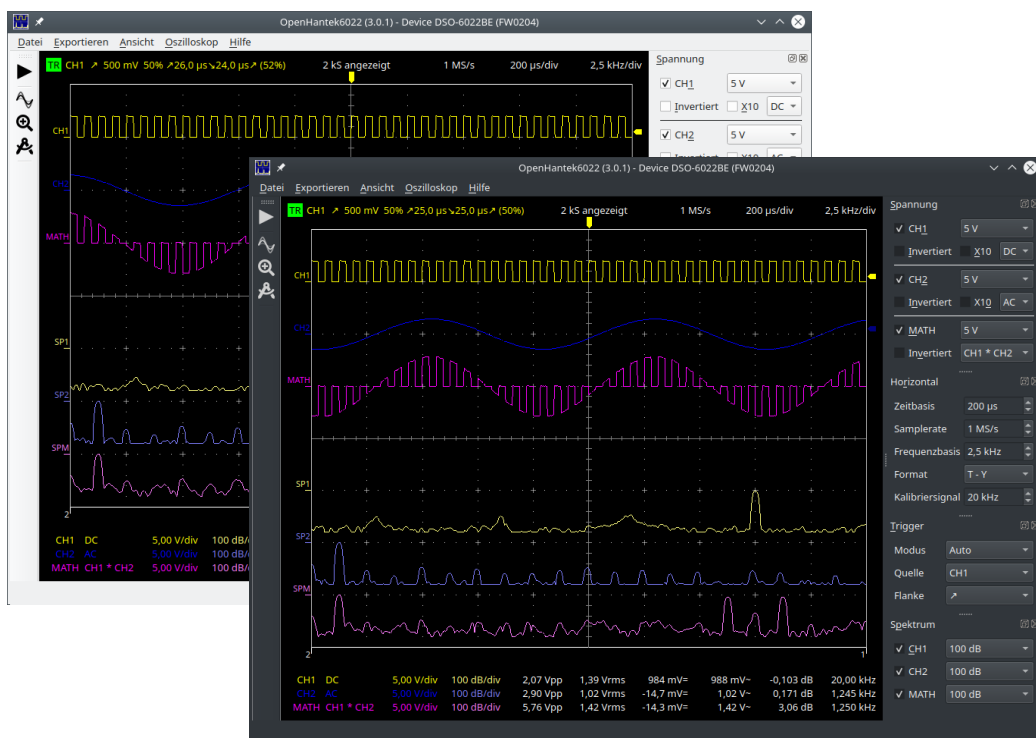 OpenHantek6022 (3.0.1) - Device DSO-6022BE (FW0204)
Datei Exportieren Ansicht Oszilloskop Hilfe
TR CH1 ↗ 500 mV 50% ↗26,0 µs↘24,0 µs↗ (52%) 2 kS angezeigt 1 MS/s 200 µs/div 2,5 kHz/div
Spannung
CH1 5 V
Invertiert X10 DC
CH2 5 V
CH1
CH2
MATH
SP1
SP2
SPM
2
CH1 DC 5,00 V/div 100 dB/
CH2 AC 5,00 V/div 100 dB/
MATH CH1 * CH2 5,00 V/div 100 dB/
OpenHantek6022 (3.0.1) - Device DSO-6022BE (FW0204)
Datei Exportieren Ansicht Oszilloskop Hilfe
TR CH1 ↗ 500 mV 50% ↗25,0 µs↘25,0 µs↗ (50%) 2 kS angezeigt 1 MS/s 200 µs/div 2,5 kHz/div
CH1
CH2
MATH
SP1
SP2
SPM
2 1
CH1 DC 5,00 V/div 100 dB/div 2,07 Vpp 1,39 Vrms 984 mV= 988 mV~ -0,103 dB 20,00 kHz
CH2 AC 5,00 V/div 100 dB/div 2,90 Vpp 1,02 Vrms -14,7 mV= 1,02 V~ 0,171 dB 1,245 kHz
MATH CH1 * CH2 5,00 V/div 100 dB/div 5,76 Vpp 1,42 Vrms -14,3 mV= 1,42 V~ 3,06 dB 1,250 kHz
Spannung
CH1 5 V
Invertiert X10 DC
CH2 5 V
Invertiert X10 AC
MATH 5 V
Invertiert CH1 * CH2
Horizontal
Zeitbasis 200 µs
Samplerate 1 MS/s
Frequenzbasis 2,5 kHz
Format T - Y
Kalibriersignal 20 kHz
Trigger
Modus Auto
Quelle CH1
Flanke ↗
Spektrum
CH1 100 dB
CH2 100 dB
MATH 100 dB